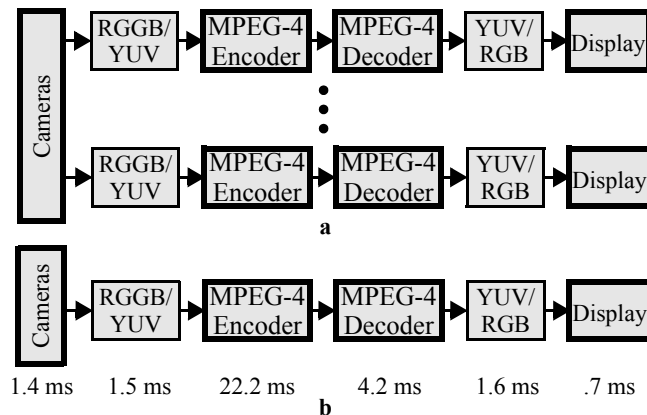 Cameras
RGGB/
YUV
MPEG-4
Encoder
MPEG-4
Decoder
YUV/
RGB
Display
RGGB/
YUV
MPEG-4
Encoder
MPEG-4
Decoder
YUV/
RGB
Display
a
Cameras
RGGB/
YUV
MPEG-4
Encoder
MPEG-4
Decoder
YUV/
RGB
Display
1.4 ms 1.5 ms 22.2 ms 4.2 ms 1.6 ms .7 ms
b